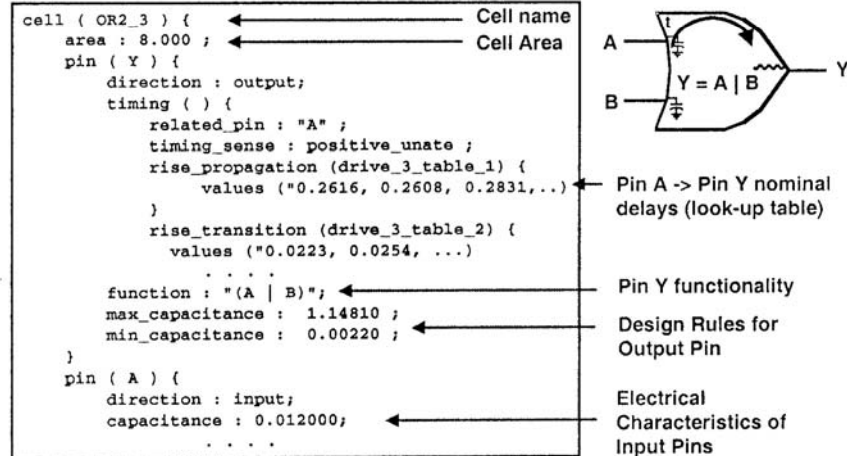 cell ( OR2_3 ) {
Cell name
area : 8.000 ;
Cell Area
pin ( Y ) {
direction : output;
timing ( ) {
related_pin : "A" ;
timing_sense : positive_unate ;
rise_propagation (drive_3_table_1) {
values ("0.2616, 0.2608, 0.2831,..)
Pin A -> Pin Y nominal
delays (look-up table)
}
rise_transition (drive_3_table_2) {
values ("0.0223, 0.0254, ...)
. . . .
function : "(A | B)";
Pin Y functionality
max_capacitance : 1.14810 ;
min_capacitance : 0.00220 ;
Design Rules for
Output Pin
}
pin ( A ) {
direction : input;
capacitance : 0.012000;
Electrical
Characteristics of
Input Pins
. . . .
t
A
B
Y = A | B
Y